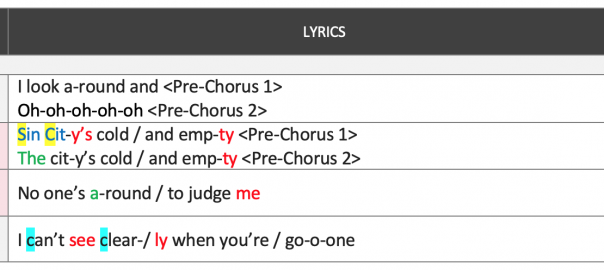 LYRICS
I look a-round and <Pre-Chorus 1>
Oh-oh-oh-oh-oh <Pre-Chorus 2>
Sin Cit-y’s cold / and emp-ty <Pre-Chorus 1>
The cit-y’s cold / and emp-ty <Pre-Chorus 2>
No one’s a-round / to judge me
I can’t see clear-/ ly when you’re / go-o-one